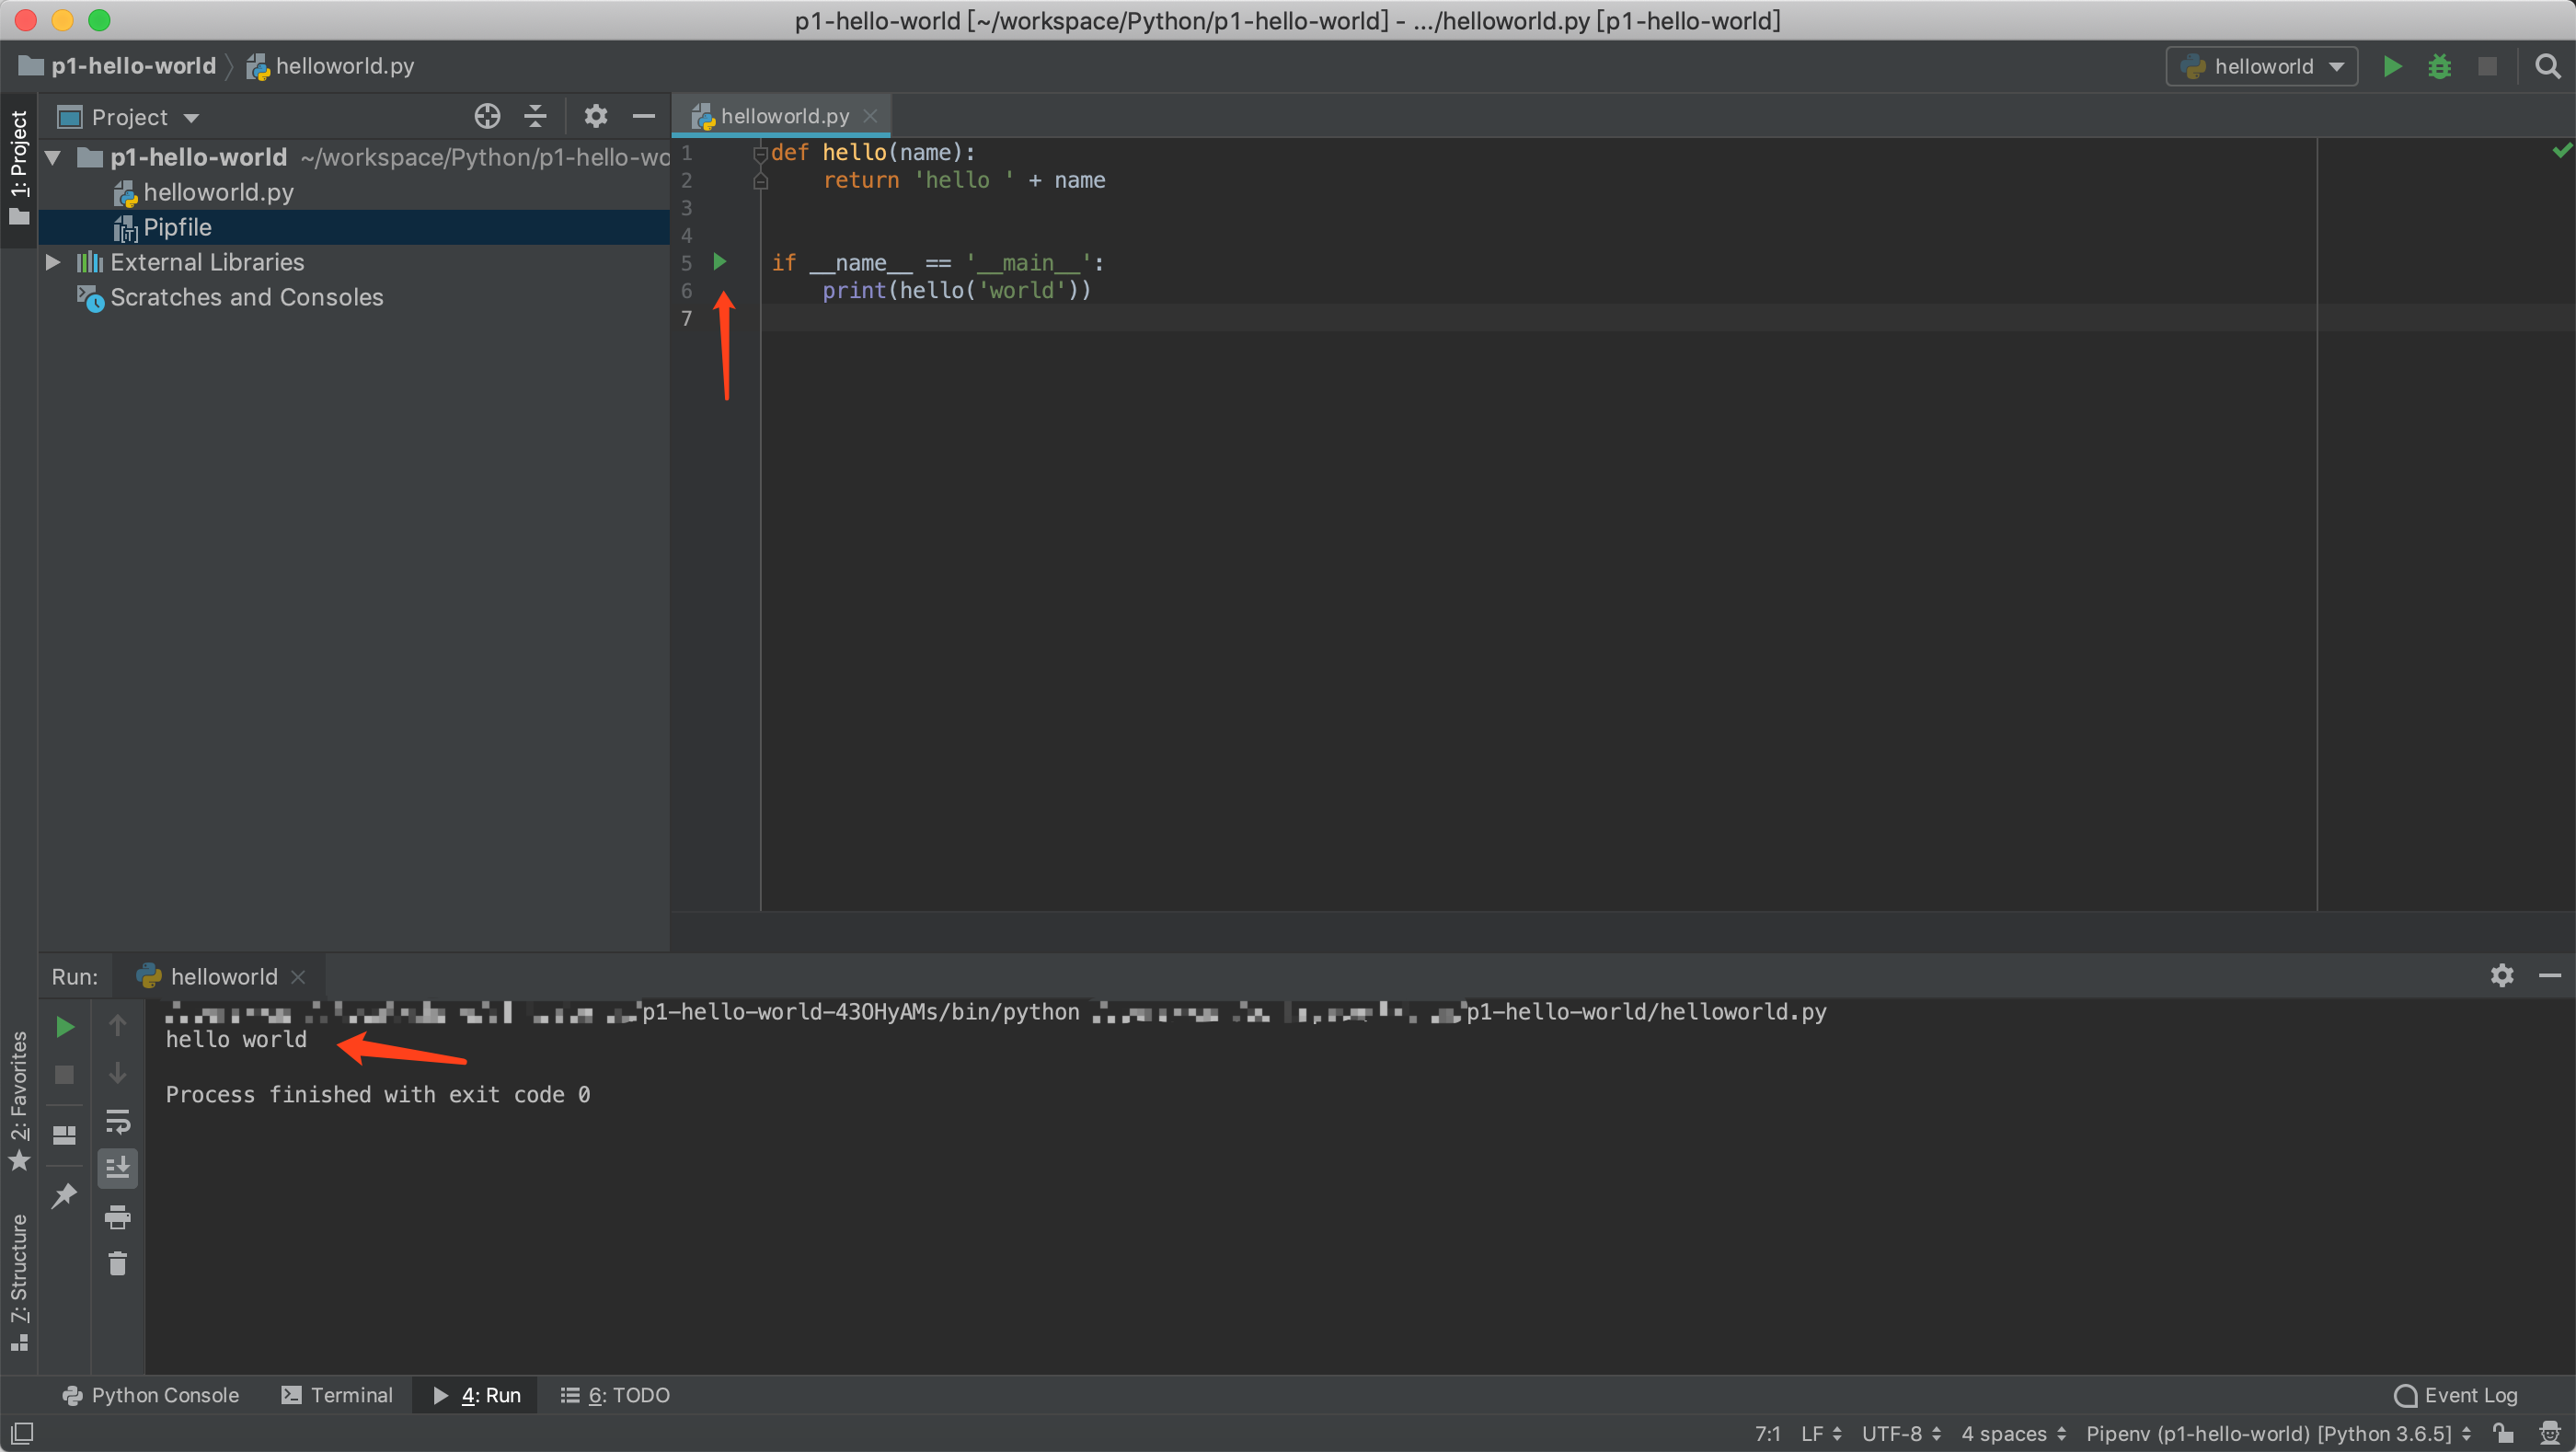 p1-hello-world [~/workspace/Python/p1-hello-world] - .../helloworld.py [p1-hello-world]
p1-hello-world helloworld.py
helloworld
1: Project
Project
helloworld.py
p1-hello-world ~/workspace/Python/p1-hello-wo
helloworld.py
Pipfile
External Libraries
Scratches and Consoles
1 def hello(name):
2     return 'hello ' + name
3
4
5 if __name__ == '__main__':
6     print(hello('world'))
7
Run: helloworld
p1-hello-world-43OHyAMs/bin/python p1-hello-world/helloworld.py
hello world
Process finished with exit code 0
2: Favorites
7: Structure
Python Console Terminal 4: Run 6: TODO Event Log
7:1 LF UTF-8 4 spaces Pipenv (p1-hello-world) [Python 3.6.5]